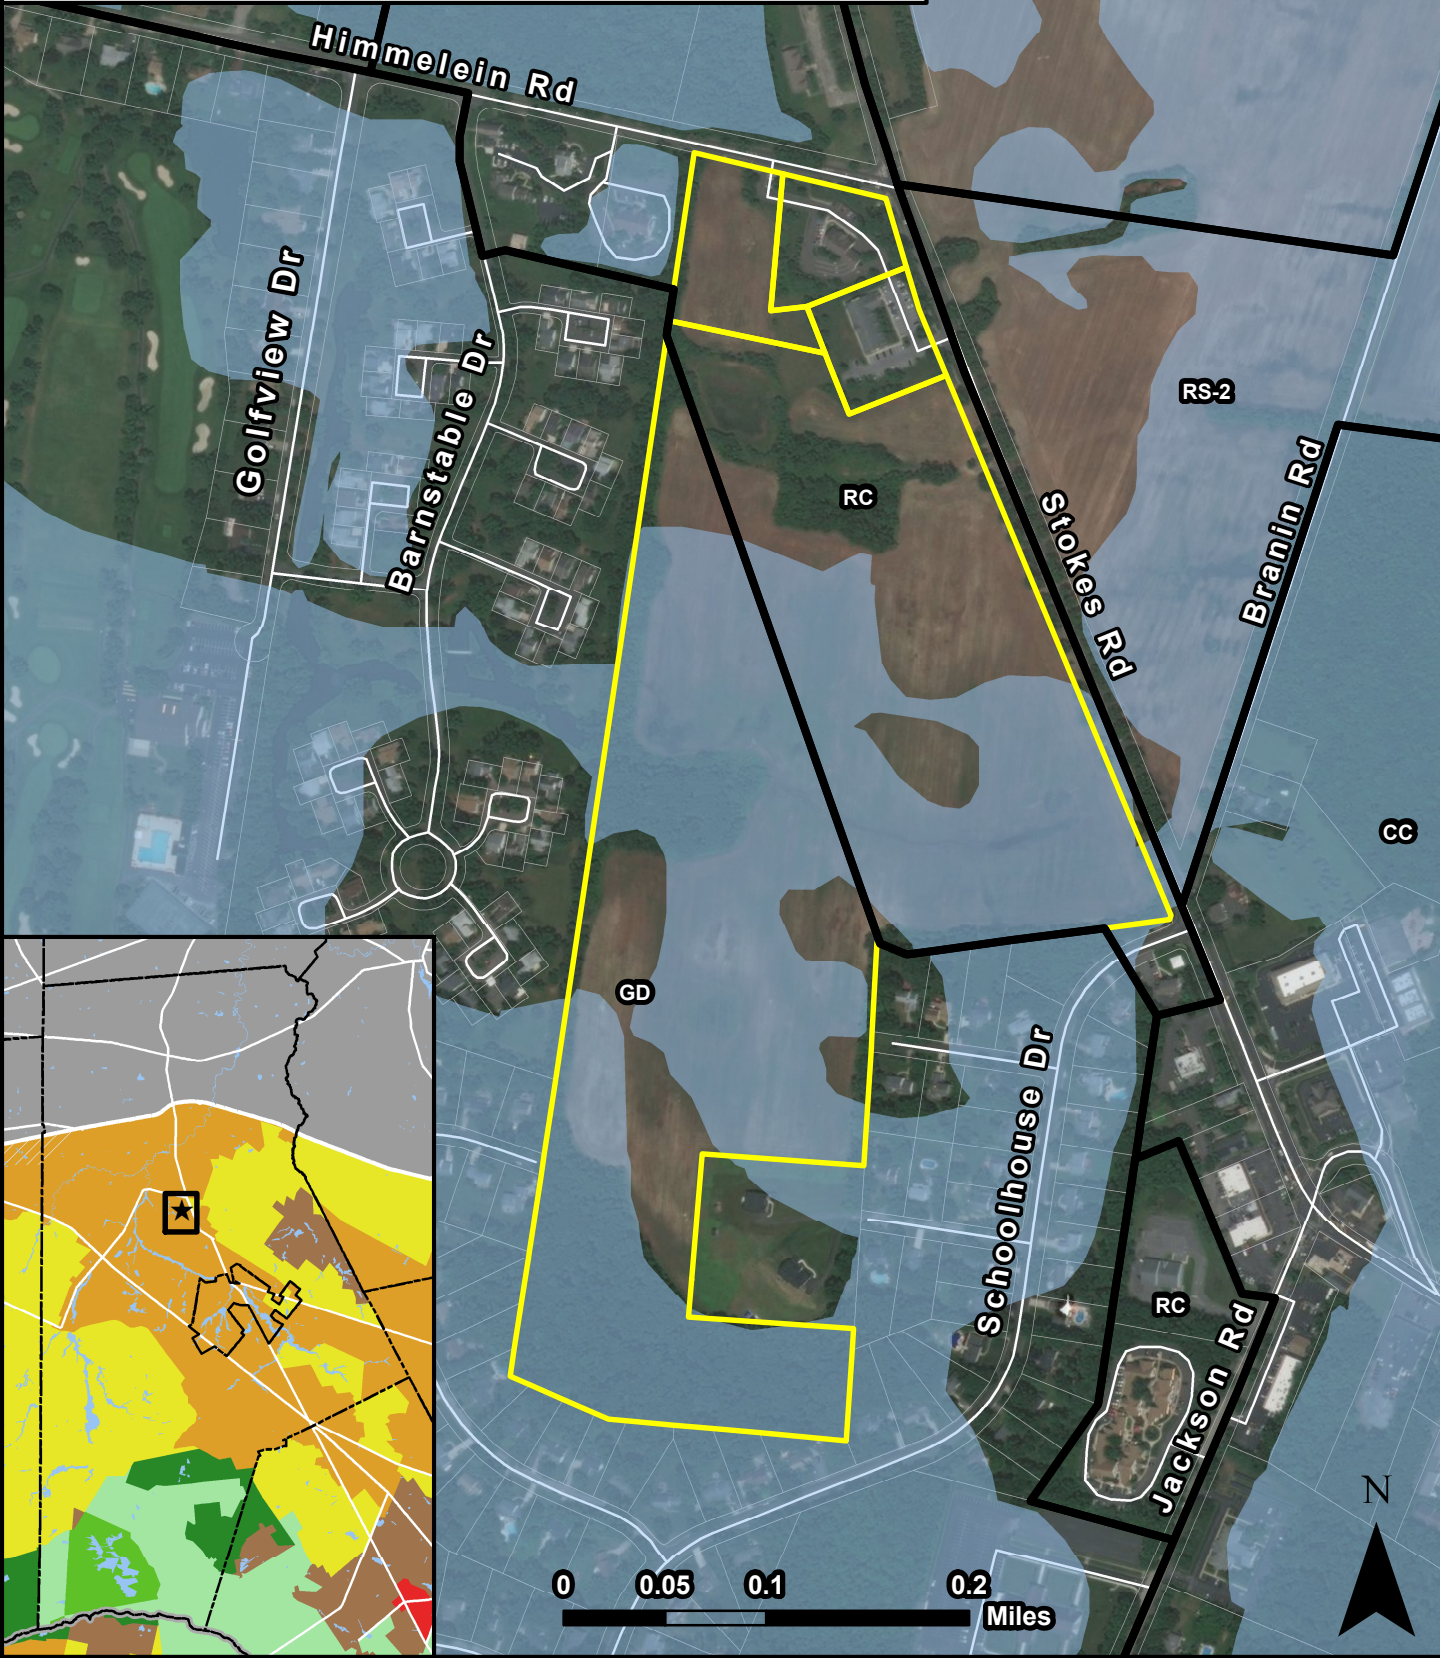 Himmelein Rd
Golfview Dr
Barnstable Dr
RS-2
RC
Stokes Rd
Branin Rd
CC
GD
Schoolhouse Dr
RC
Jackson Rd
N
0 0.05 0.1 0.2
Miles